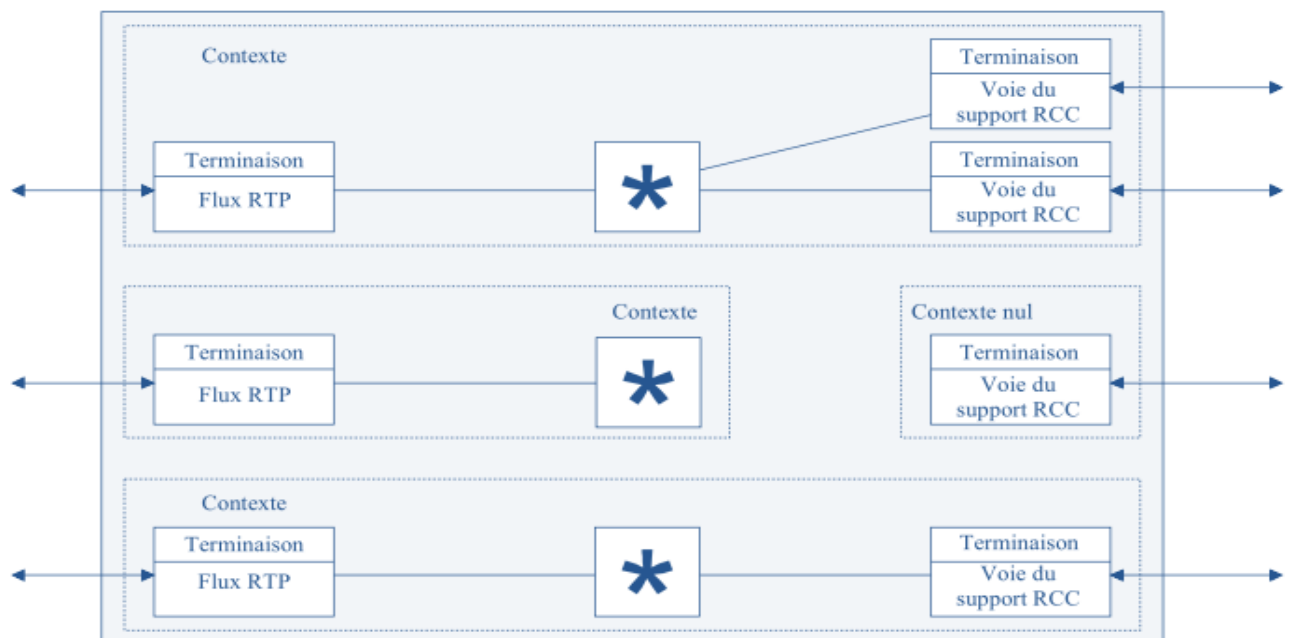 Contexte
Terminaison
Voie du
support RCC
Terminaison
Flux RTP
*
Terminaison
Voie du
support RCC
Contexte
Terminaison
Flux RTP
*
Contexte nul
Terminaison
Voie du
support RCC
Contexte
Terminaison
Flux RTP
*
Terminaison
Voie du
support RCC